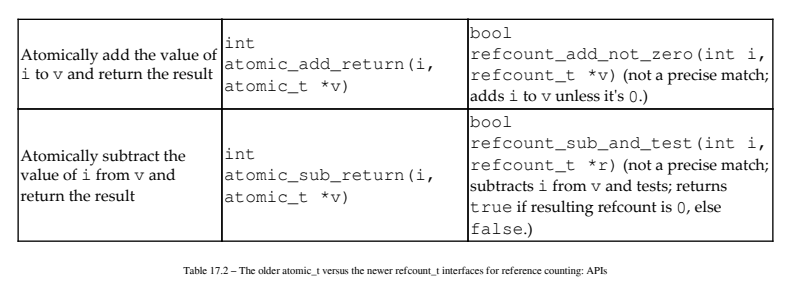 Atomically add the value of
i to v and return the result
int
atomic_add_return(i,
atomic_t *v)
bool
refcount_add_not_zero(int i,
refcount_t *v) (not a precise match;
adds i to v unless it's 0.)
Atomically subtract the
value of i from v and
return the result
int
atomic_sub_return(i,
atomic_t *v)
bool
refcount_sub_and_test(int i,
refcount_t *r) (not a precise match;
subtracts i from v and tests; returns
true if resulting refcount is 0, else
false.)
Table 17.2 – The older atomic_t versus the newer refcount_t interfaces for reference counting: APIs